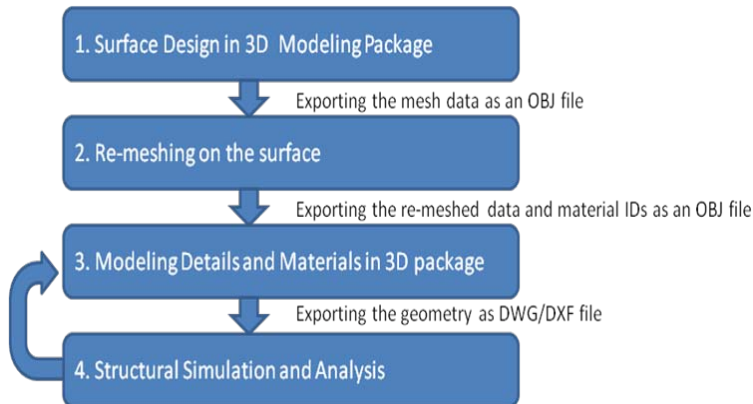 1. Surface Design in 3D Modeling Package
Exporting the mesh data as an OBJ file
2. Re-meshing on the surface
Exporting the re-meshed data and material IDs as an OBJ file
3. Modeling Details and Materials in 3D package
Exporting the geometry as DWG/DXF file
4. Structural Simulation and Analysis